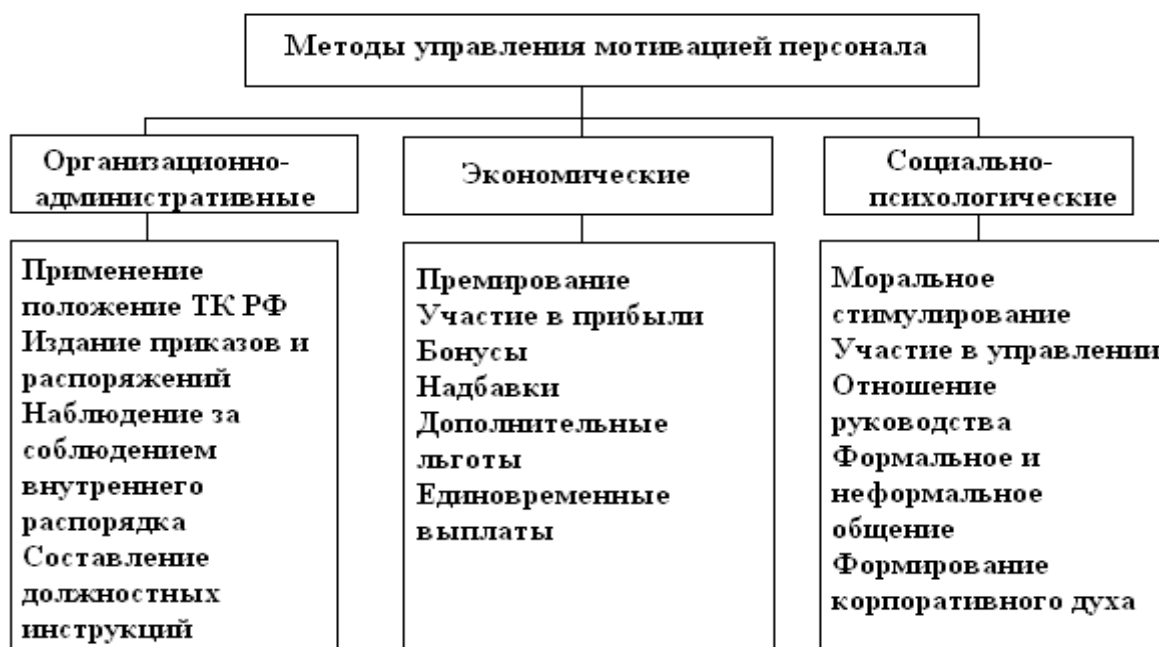 Методы управления мотивацией персонала
Организационно-
административные
Применение
положение ТК РФ
Издание приказов и
распоряжений
Наблюдение за
соблюдением
внутреннего
распорядка
Составление
должностных
инструкций
Экономические
Премирование
Участие в прибыли
Бонусы
Надбавки
Дополнительные
льготы
Единовременные
выплаты
Социально-
психологические
Моральное
стимулирование
Участие в управлении
Отношение
руководства
Формальное и
неформальное
общение
Формирование
корпоративного духа